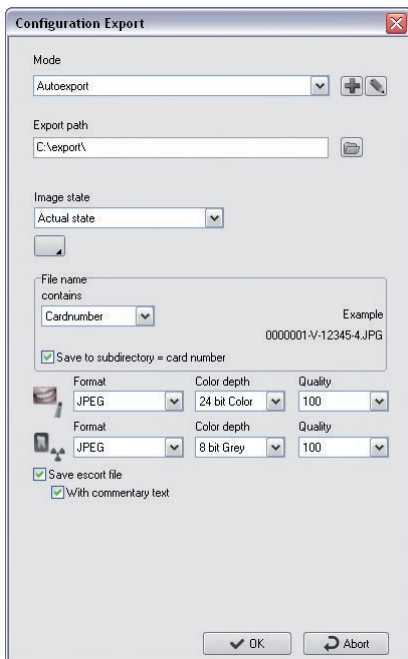 Configuration Export
Mode
Autoexport
Export path
C:\export\
Image state
Actual state
File name
contains
Cardnumber
Example
0000001-V-12345-4.JPG
Save to subdirectory = card number
Format Color depth Quality
JPEG 24 bit Color 100
Format Color depth Quality
JPEG 8 bit Grey 100
Save escort file
With commentary text
OK Abort